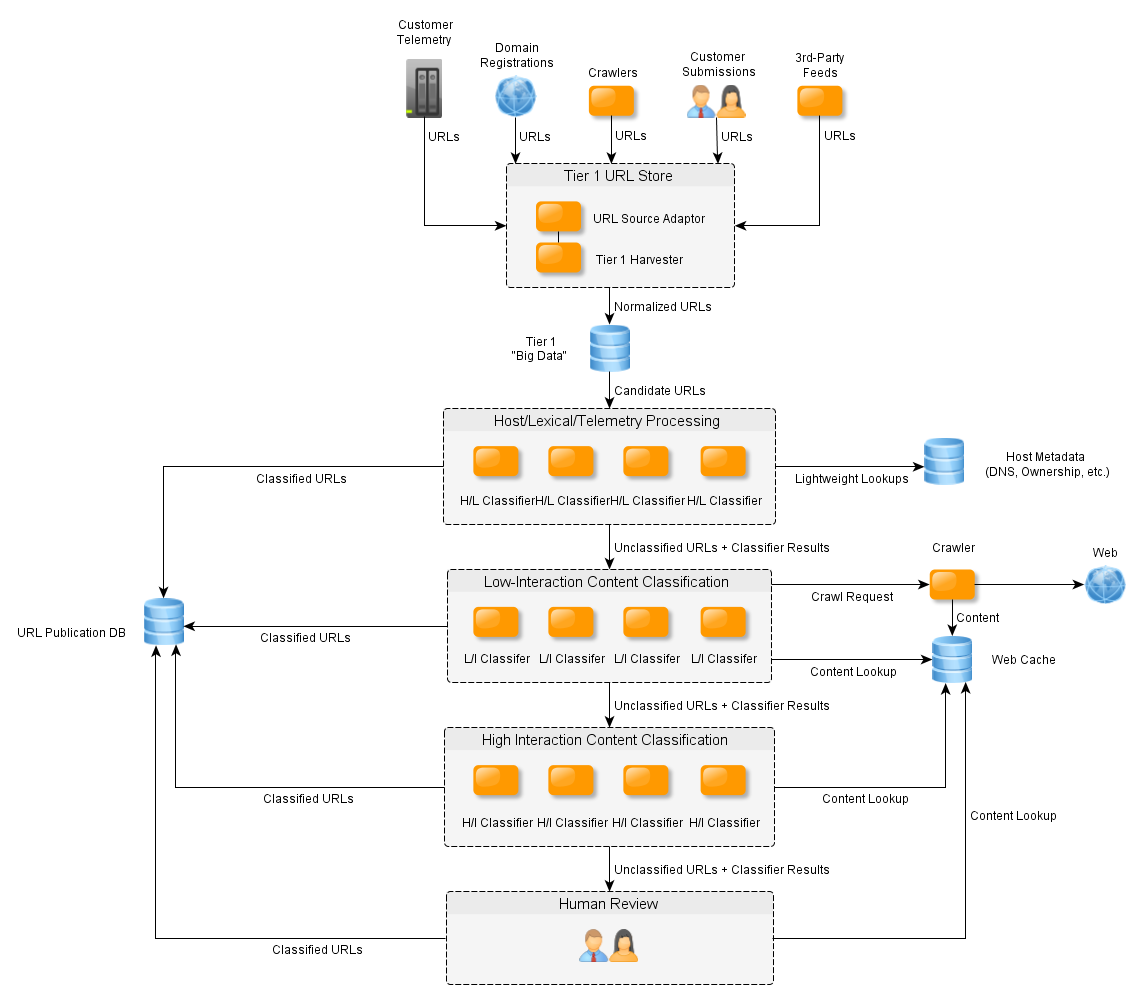 Customer
Telemetry
Domain
Registrations
Crawlers
Customer
Submissions
3rd-Party
Feeds
URLs
URLs
URLs
URLs
URLs
Tier 1 URL Store
URL Source Adaptor
Tier 1 Harvester
Normalized URLs
Tier 1
"Big Data"
Candidate URLs
Host/Lexical/Telemetry Processing
H/L Classifier
H/L Classifier
H/L Classifier
H/L Classifier
Classified URLs
Lightweight Lookups
Host Metadata
(DNS, Ownership, etc.)
Unclassified URLs + Classifier Results
Crawler
Web
Low-Interaction Content Classification
Crawl Request
Content
URL Publication DB
Classified URLs
L/I Classifer
L/I Classifer
L/I Classifer
L/I Classifer
Content Lookup
Web Cache
Unclassified URLs + Classifier Results
High Interaction Content Classification
Classified URLs
H/I Classifier
H/I Classifier
H/I Classifier
H/I Classifier
Content Lookup
Content Lookup
Unclassified URLs + Classifier Results
Human Review
Classified URLs